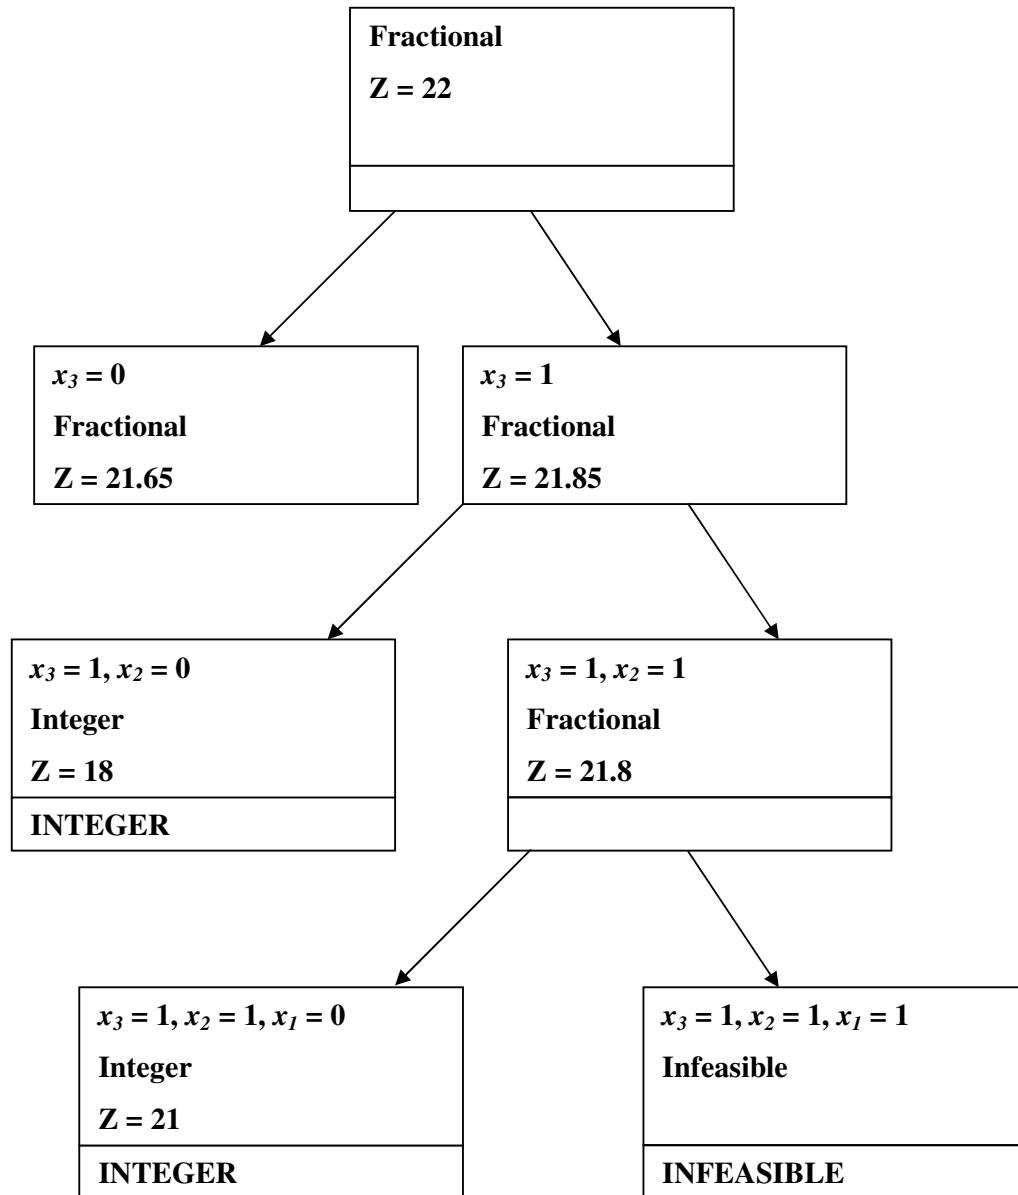 Fractional
Z = 22
x₃ = 0
Fractional
Z = 21.65
x₃ = 1
Fractional
Z = 21.85
x₃ = 1, x₂ = 0
Integer
Z = 18
INTEGER
x₃ = 1, x₂ = 1
Fractional
Z = 21.8
x₃ = 1, x₂ = 1, x₁ = 0
Integer
Z = 21
INTEGER
x₃ = 1, x₂ = 1, x₁ = 1
Infeasible
INFEASIBLE